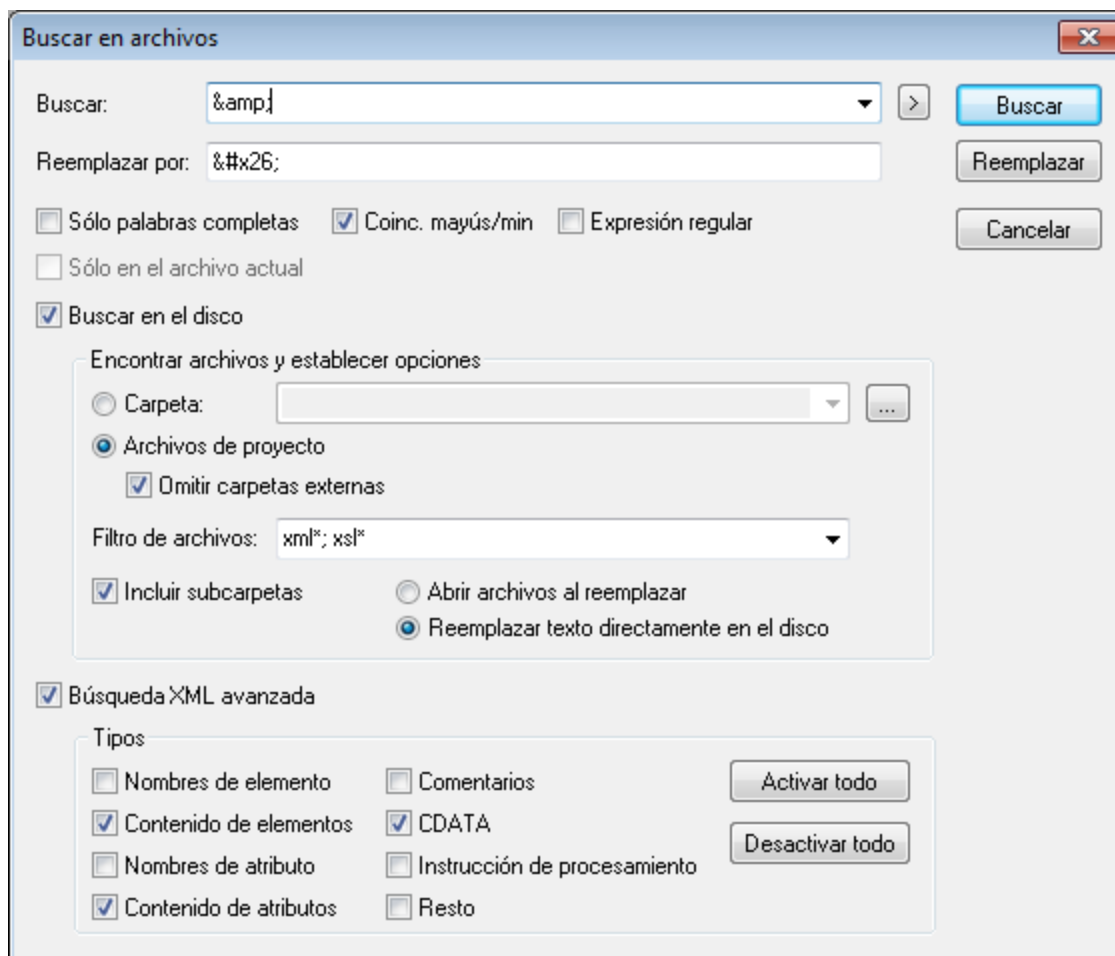 Buscar en archivos
Buscar: &amp; > Buscar
Reemplazar por: &#x26; Reemplazar
Sólo palabras completas Coinc. mayús/min Expresión regular Cancelar
Sólo en el archivo actual
Buscar en el disco
Encontrar archivos y establecer opciones
Carpeta: ...
Archivos de proyecto
Omitir carpetas externas
Filtro de archivos: xml*; xsl*
Incluir subcarpetas Abrir archivos al reemplazar
Reemplazar texto directamente en el disco
Búsqueda XML avanzada
Tipos
Nombres de elemento Comentarios Activar todo
Contenido de elementos CDATA Desactivar todo
Nombres de atributo Instrucción de procesamiento
Contenido de atributos Resto